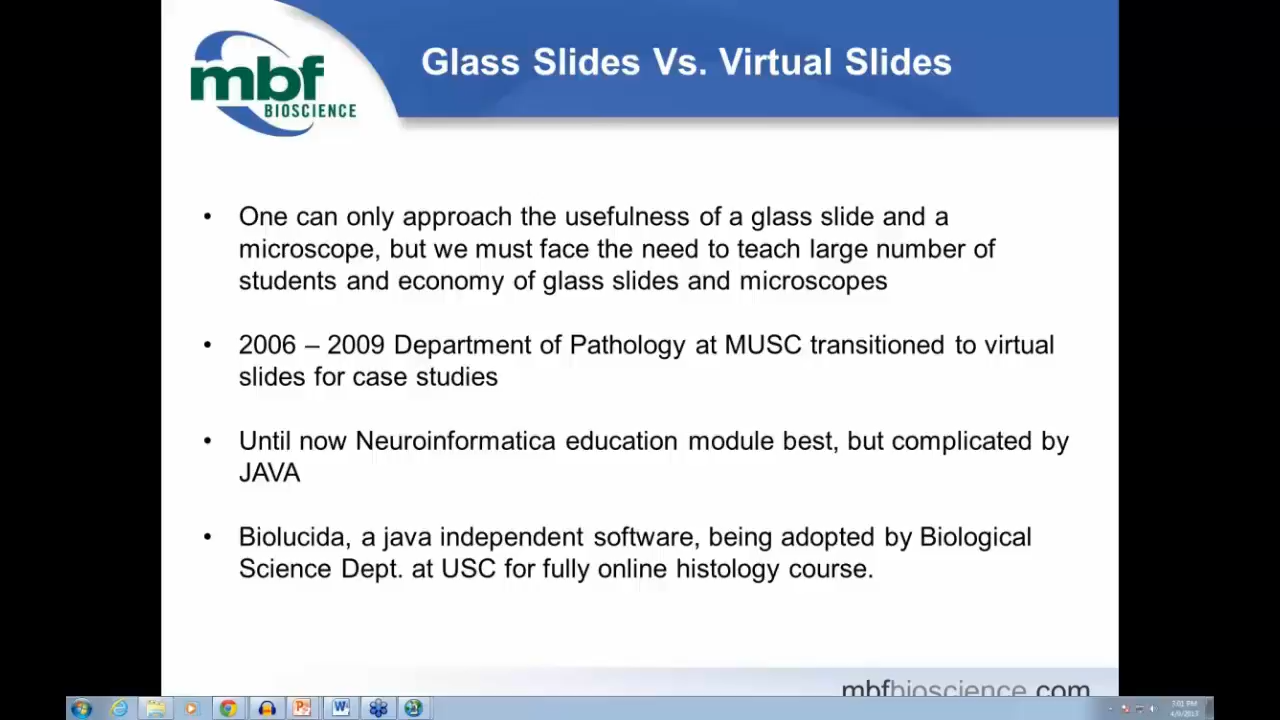 Glass Slides Vs. Virtual Slides
mbf
BIOSCIENCE
• One can only approach the usefulness of a glass slide and a
microscope, but we must face the need to teach large number of
students and economy of glass slides and microscopes
• 2006 – 2009 Department of Pathology at MUSC transitioned to virtual
slides for case studies
• Until now Neuroinformatica education module best, but complicated by
JAVA
• Biolucida, a java independent software, being adopted by Biological
Science Dept. at USC for fully online histology course.
mbfbioscience.com